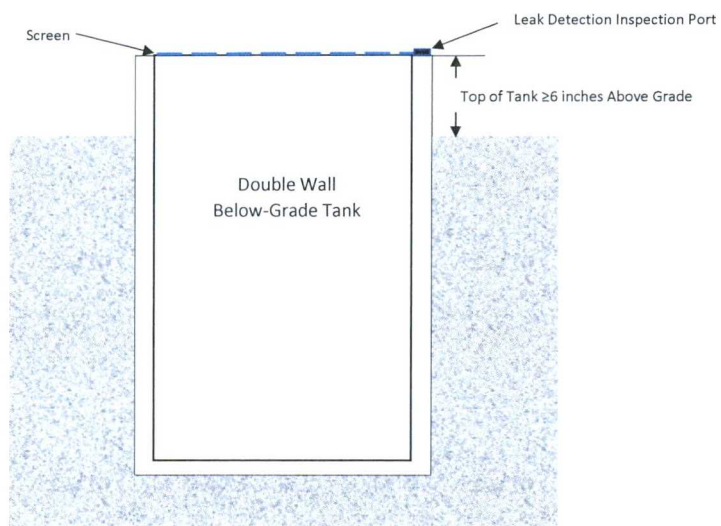 Leak Detection Inspection Port
Screen
Top of Tank ≥6 inches Above Grade
Double Wall
Below-Grade Tank